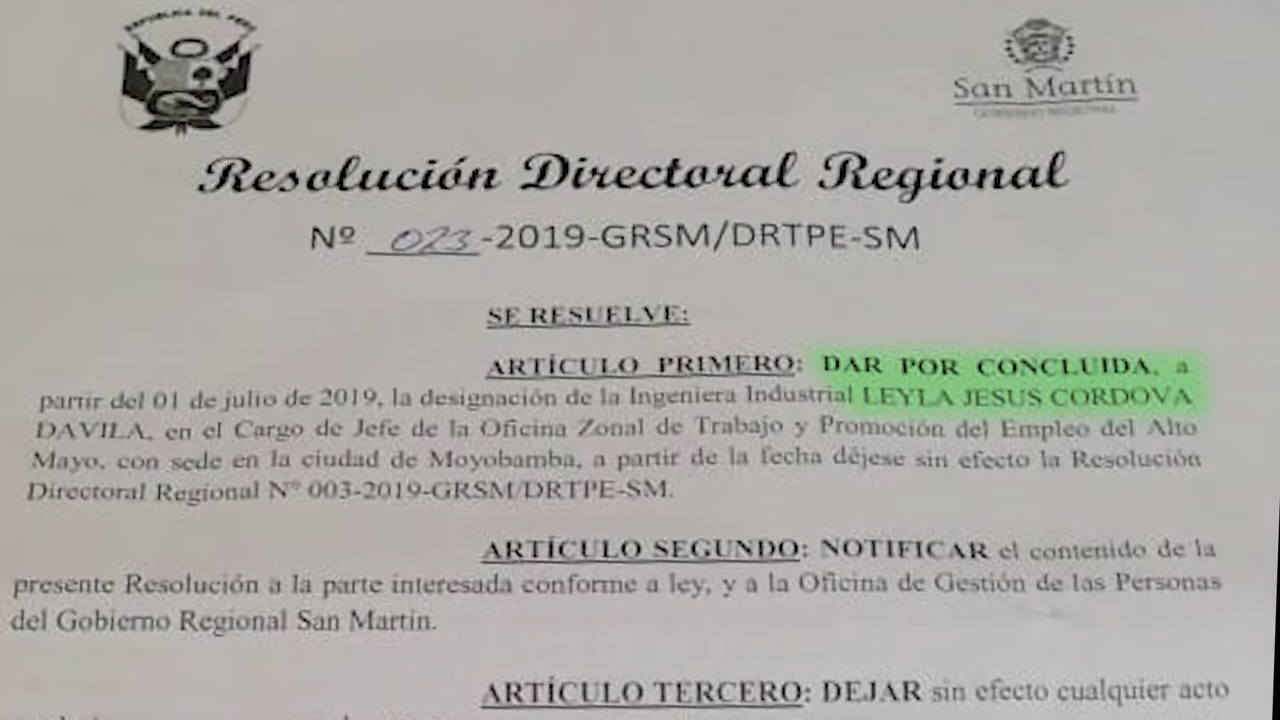 REPUBLICA DEL PERU
San Martín
GOBIERNO REGIONAL
Resolución Directoral Regional
Nº 023-2019-GRSM/DRTPE-SM
SE RESUELVE:
ARTÍCULO PRIMERO: DAR POR CONCLUIDA, a
partir del 01 de julio de 2019, la designación de la Ingeniera Industrial LEYLA JESUS CORDOVA
DAVILA, en el Cargo de Jefe de la Oficina Zonal de Trabajo y Promoción del Empleo del Alto
Mayo, con sede en la ciudad de Moyobamba, a partir de la fecha déjese sin efecto la Resolución
Directoral Regional Nº 003-2019-GRSM/DRTPE-SM.
ARTÍCULO SEGUNDO: NOTIFICAR el contenido de la
presente Resolución a la parte interesada conforme a ley, y a la Oficina de Gestión de las Personas
del Gobierno Regional San Martín.
ARTÍCULO TERCERO: DEJAR sin efecto cualquier acto